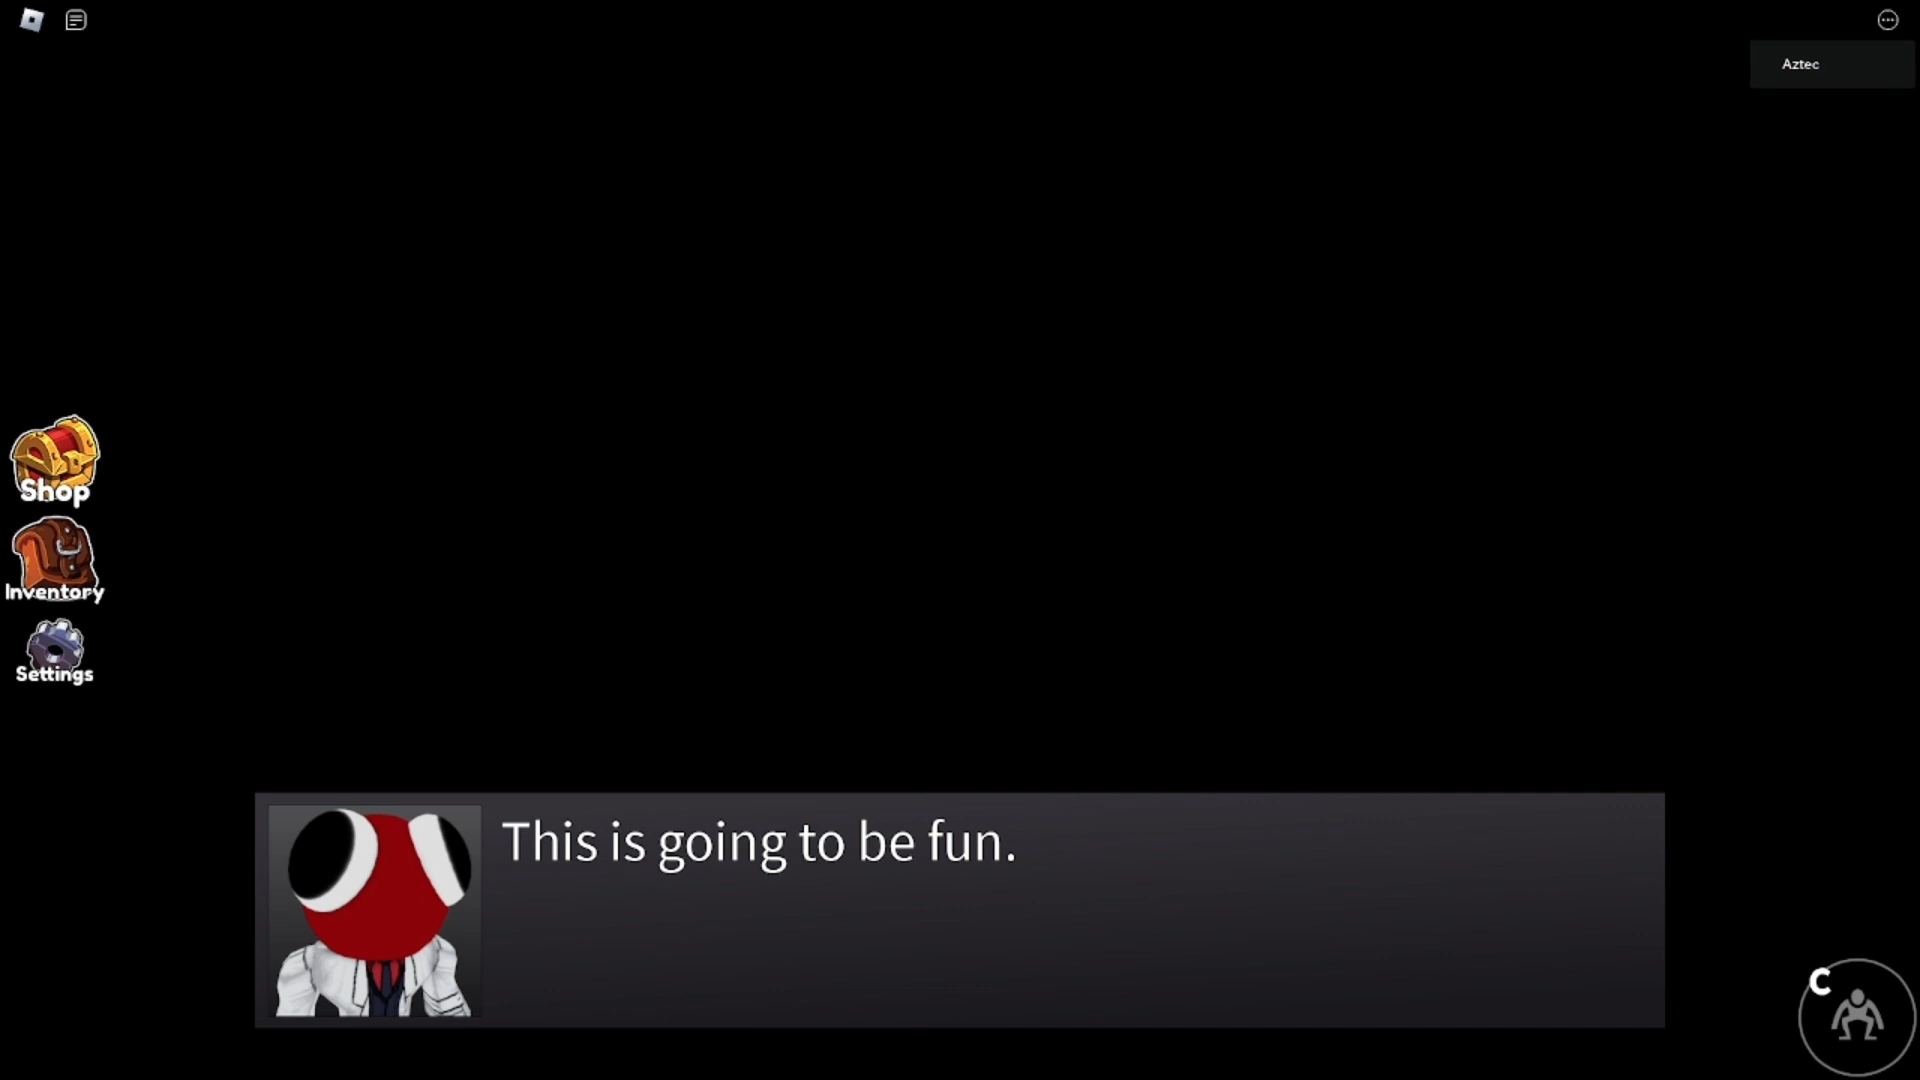 Aztec
Shop
Inventory
Settings
This is going to be fun.
C